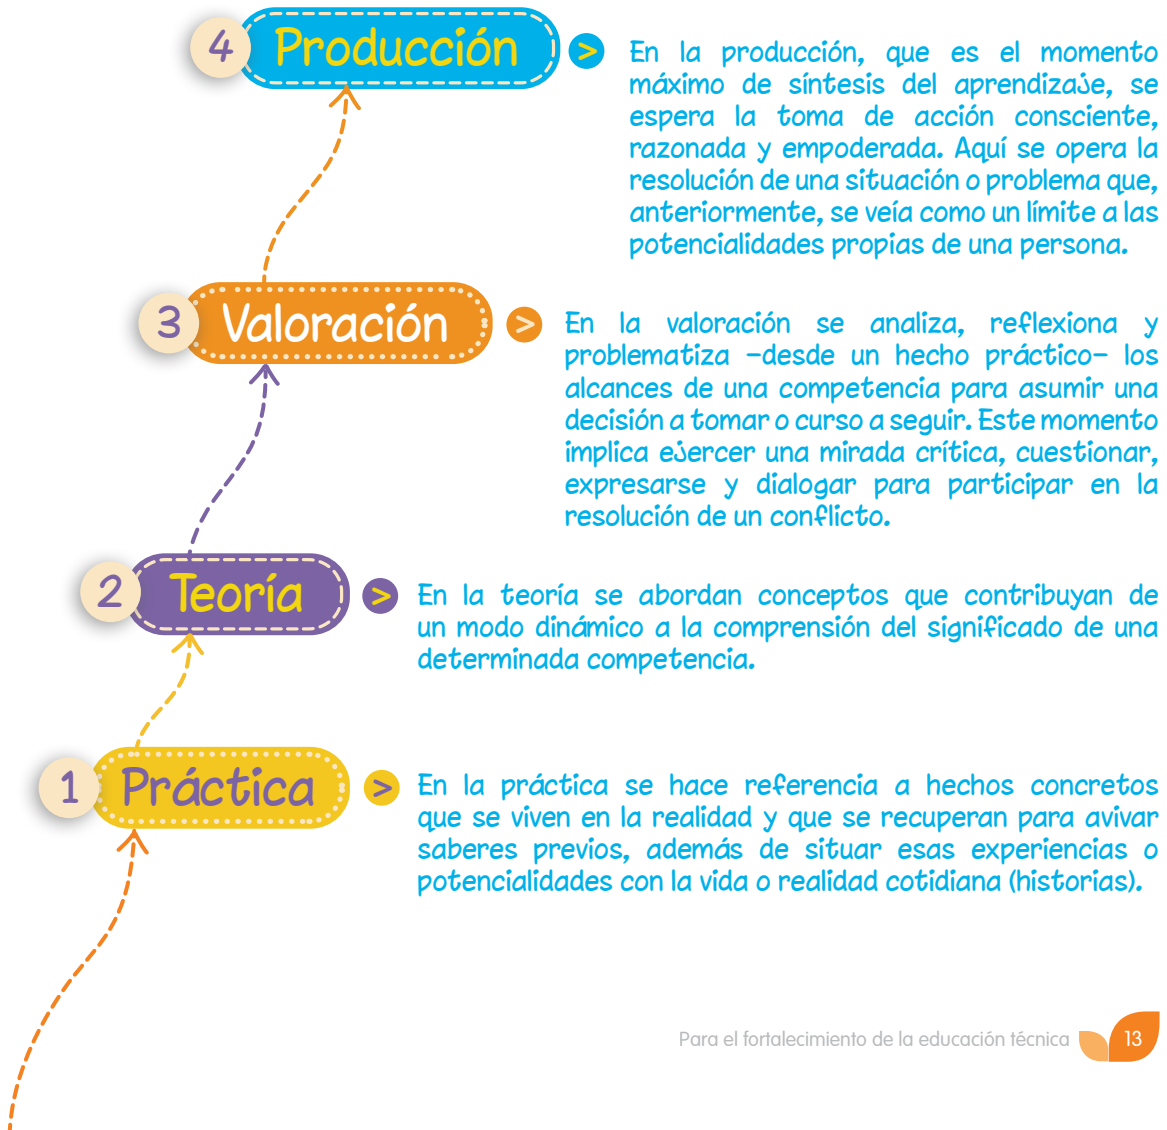 4
Producción
>
En la producción, que es el momento
máximo de síntesis del aprendizaje, se
espera la toma de acción consciente,
razonada y empoderada. Aquí se opera la
resolución de una situación o problema que,
anteriormente, se veía como un límite a las
potencialidades propias de una persona.
3
Valoración
>
En la valoración se analiza, reflexiona y
problematiza –desde un hecho práctico– los
alcances de una competencia para asumir una
decisión a tomar o curso a seguir. Este momento
implica ejercer una mirada crítica, cuestionar,
expresarse y dialogar para participar en la
resolución de un conflicto.
2
Teoría
>
En la teoría se abordan conceptos que contribuyan de
un modo dinámico a la comprensión del significado de una
determinada competencia.
1
Práctica
>
En la práctica se hace referencia a hechos concretos
que se viven en la realidad y que se recuperan para avivar
saberes previos, además de situar esas experiencias o
potencialidades con la vida o realidad cotidiana (historias).
Para el fortalecimiento de la educación técnica
13